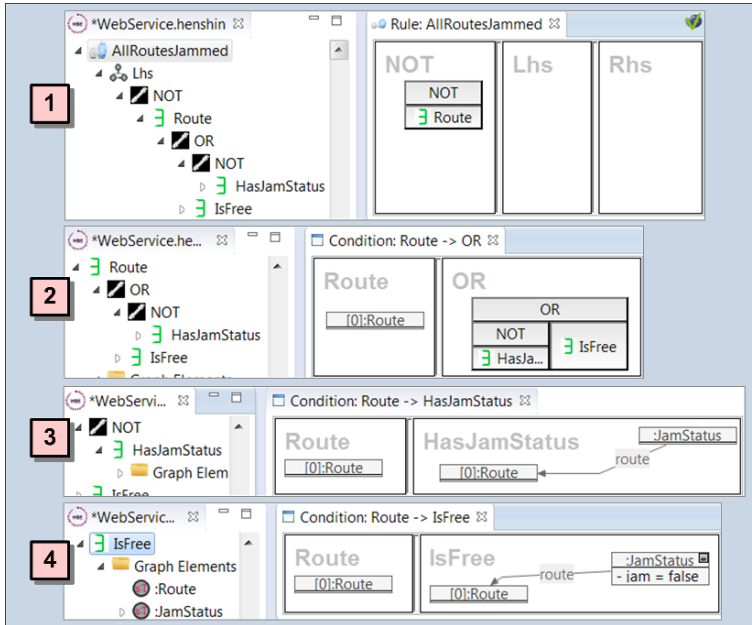 *WebService.henshin
Rule: AllRoutesJammed
1
AllRoutesJammed
Lhs
NOT
Route
OR
NOT
HasJamStatus
IsFree
NOT
Lhs
Rhs
NOT
Route
2
*WebService.he...
Condition: Route -> OR
Route
OR
NOT
HasJamStatus
IsFree
Graph Elements
Route
[0]:Route
OR
OR
NOT
HasJa...
IsFree
3
*WebServi...
Condition: Route -> HasJamStatus
NOT
HasJamStatus
Graph Elem
IsFree
Route
[0]:Route
HasJamStatus
:JamStatus
route
[0]:Route
4
*WebServic...
Condition: Route -> IsFree
IsFree
Graph Elements
:Route
:JamStatus
Route
[0]:Route
IsFree
:JamStatus
- jam = false
route
[0]:Route